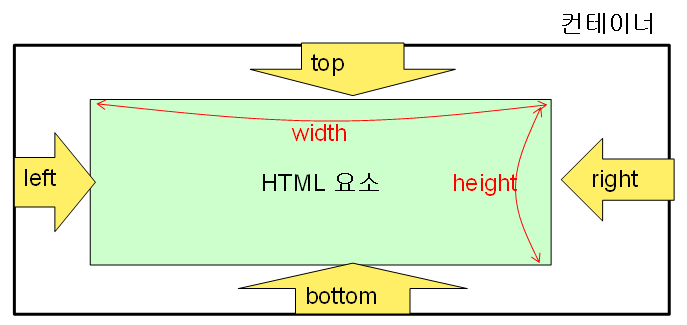 컨테이너
top
width
left
HTML 요소
height
right
bottom